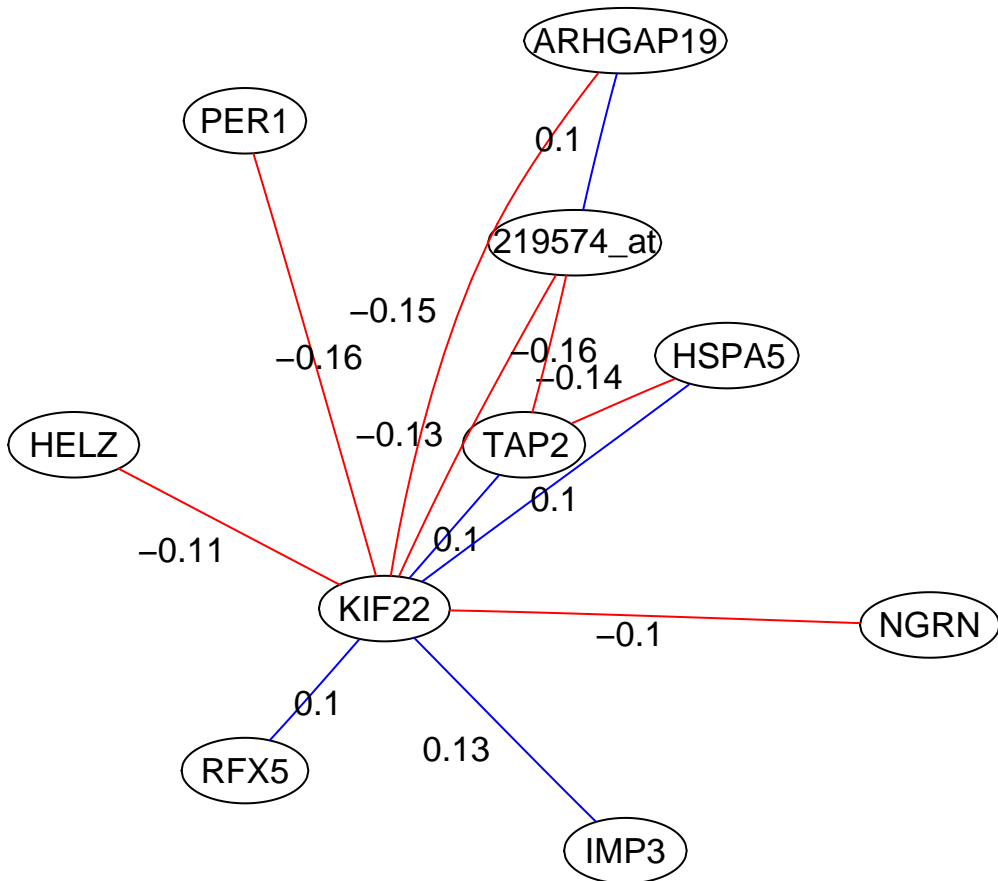 ARHGAP19
PER1
0.1
219574_at
−0.15
−0.16
−0.16
HSPA5
−0.14
−0.13
HELZ
TAP2
0.1
0.1
−0.11
KIF22
NGRN
−0.1
0.1
0.13
RFX5
IMP3